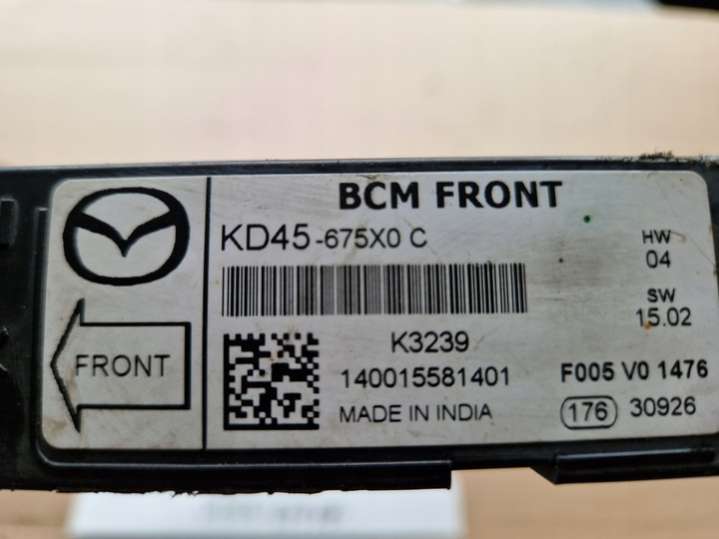 BCM FRONT
KD45-675X0 C
HW
04
SW
15.02
FRONT
K3239
140015581401
MADE IN INDIA
F005 V0 1476
176 30926